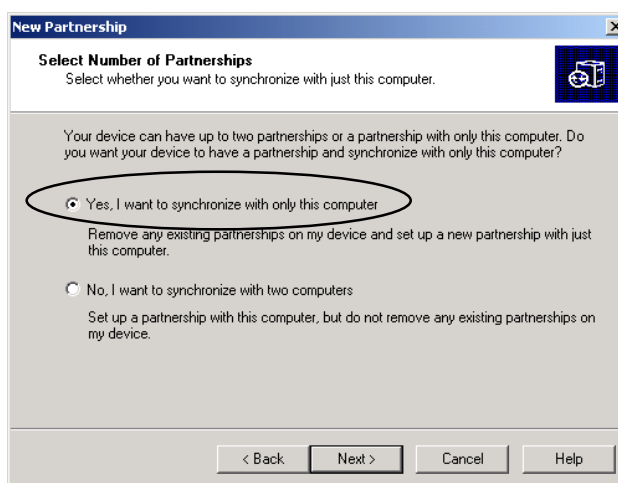 New Partnership
Select Number of Partnerships
Select whether you want to synchronize with just this computer.
Your device can have up to two partnerships or a partnership with only this computer. Do
you want your device to have a partnership and synchronize with only this computer?
Yes, I want to synchronize with only this computer
Remove any existing partnerships on my device and set up a new partnership with just
this computer.
No, I want to synchronize with two computers
Set up a partnership with this computer, but do not remove any existing partnerships on
my device.
< Back Next > Cancel Help